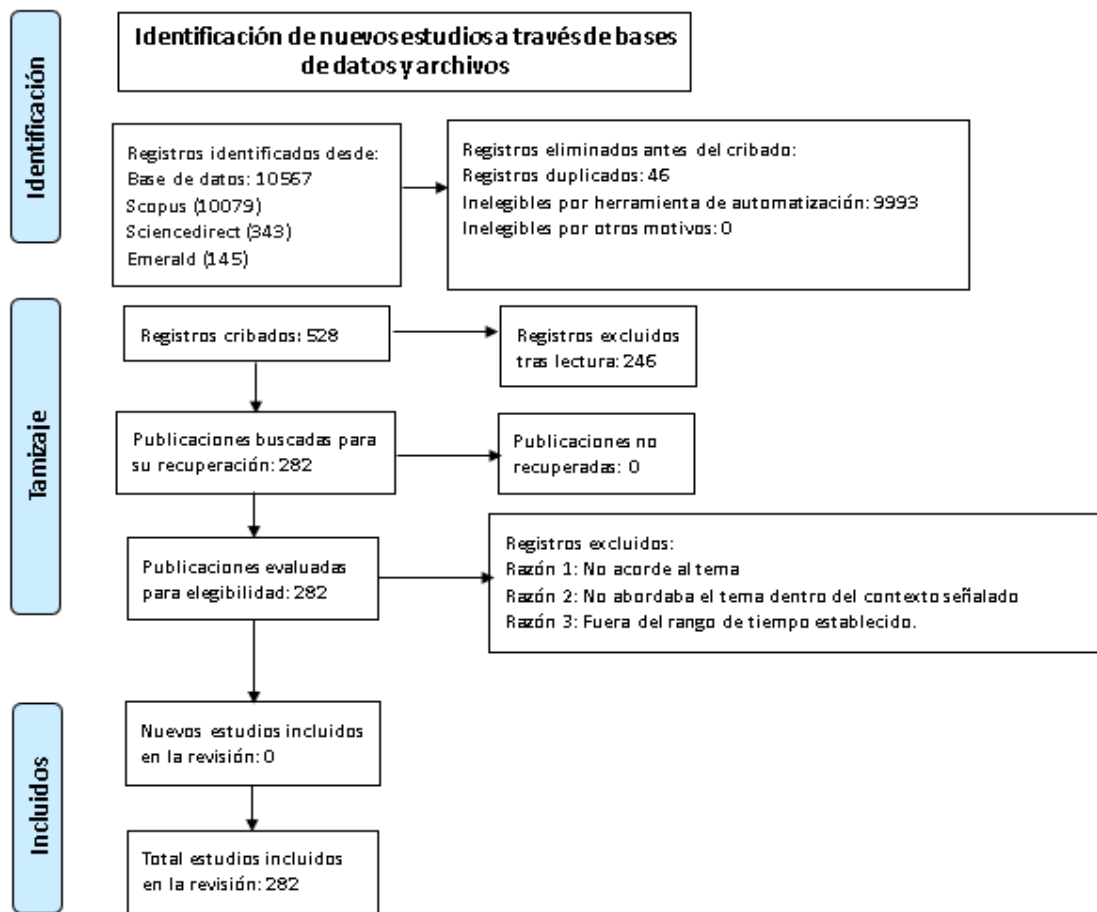 Identificación
Identificación de nuevos estudios a través de bases
de datos y archivos
Registros identificados desde:
Base de datos: 10567
Scopus (10079)
Sciencedirect (343)
Emerald (145)
Registros eliminados antes del cribado:
Registros duplicados: 46
Inelegibles por herramienta de automatización: 9993
Inelegibles por otros motivos: 0
Tamizaje
Registros cribados: 528
Registros excluidos
tras lectura: 246
Publicaciones buscadas para
su recuperación: 282
Publicaciones no
recuperadas: 0
Publicaciones evaluadas
para elegibilidad: 282
Registros excluidos:
Razón 1: No acorde al tema
Razón 2: No abordaba el tema dentro del contexto señalado
Razón 3: Fuera del rango de tiempo establecido.
Incluidos
Nuevos estudios incluidos
en la revisión: 0
Total estudios incluidos
en la revisión: 282